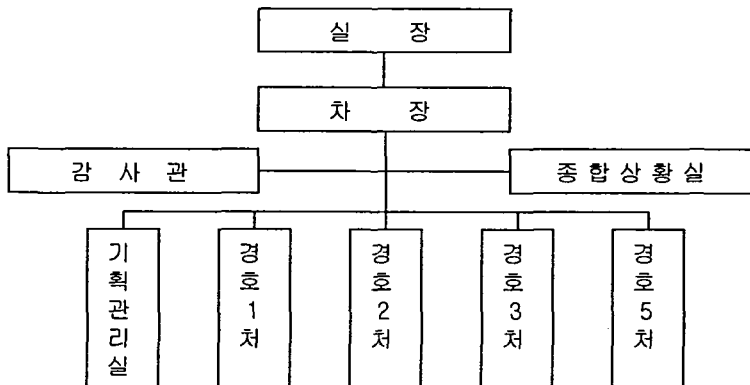 실 장
차 장
감 사 관
종 합 상 황 실
기획관리실
경호1처
경호2처
경호3처
경호5처